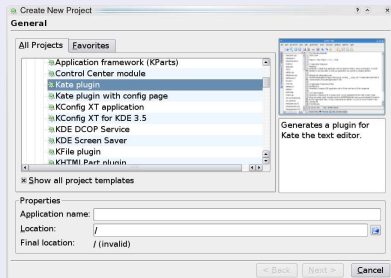 Create New Project
General
All Projects
Favorites
Application framework (KParts)
Control Center module
Kate plugin
Kate plugin with config page
KConfig XT application
KConfig XT for KDE 3.5
KDE DCOP Service
KDE Screen Saver
KFile plugin
KHTML Part plugin
Show all project templates
Generates a plugin for
Kate the text editor.
Properties
Application name:
Location:
/
Final location:
/ (invalid)
< Back
Next >
Cancel